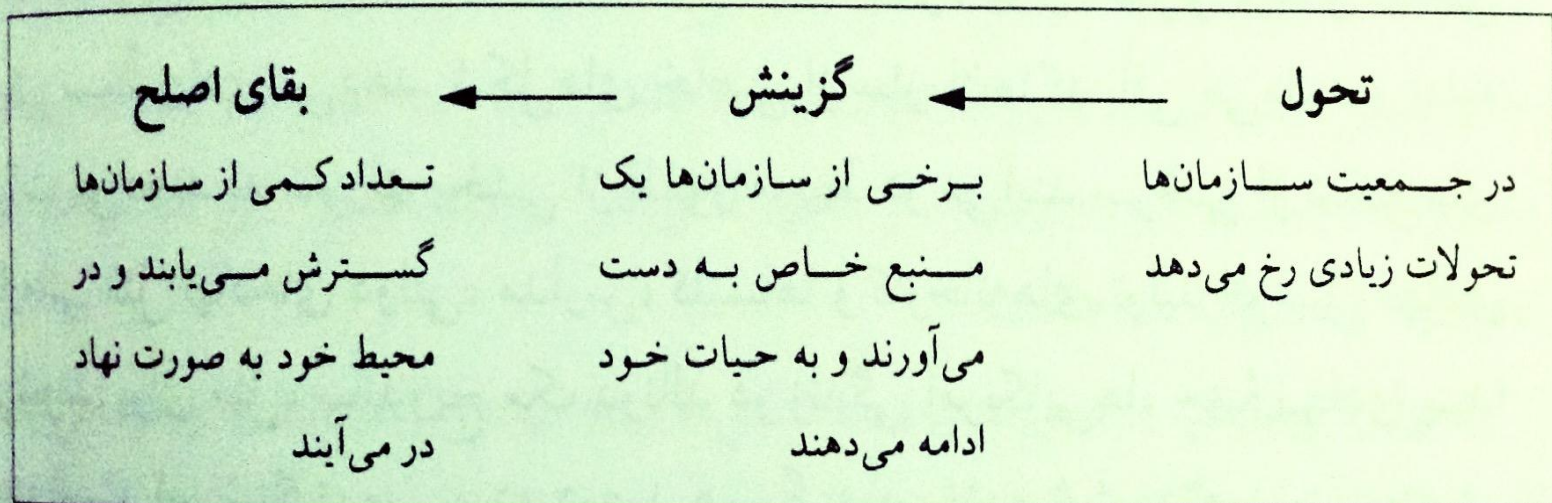 تحول
در جمعیت سازمان‌ها
تحولات زیادی رخ می‌دهد
گزینش
برخی از سازمان‌ها یک
منبع خاص به دست
می‌آورند و به حیات خود
ادامه می‌دهند
بقای اصلح
تعداد کمی از سازمان‌ها
گسترش می‌یابند و در
محیط خود به صورت نهاد
در می‌آیند